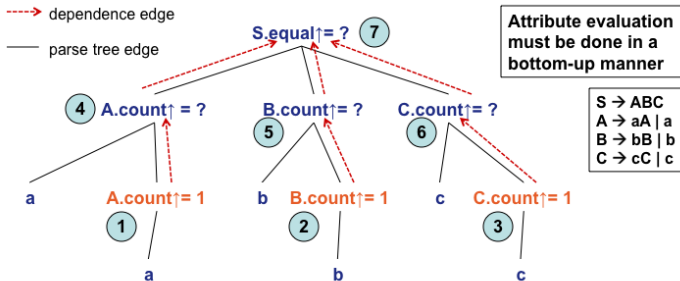 dependence edge
parse tree edge
S.equal↑= ?
7
Attribute evaluation
must be done in a
bottom-up manner
4
A.count↑= ?
B.count↑= ?
C.count↑= ?
5
6
S → ABC
A → aA | a
B → bB | b
C → cC | c
a
A.count↑= 1
b
B.count↑= 1
c
C.count↑= 1
1
2
3
a
b
c